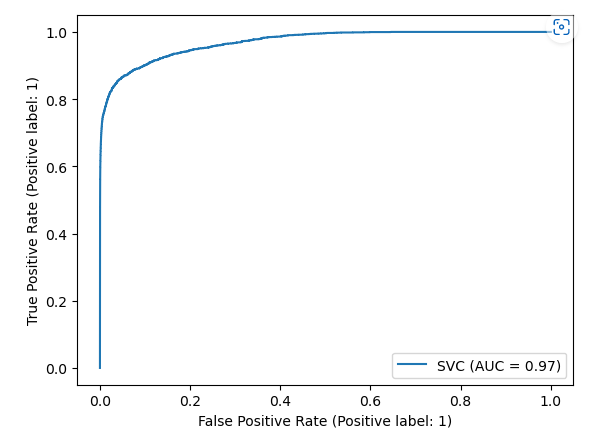 1.0
0.8
0.6
0.4
0.2
0.0
True Positive Rate (Positive label: 1)
SVC (AUC = 0.97)
0.0 0.2 0.4 0.6 0.8 1.0
False Positive Rate (Positive label: 1)